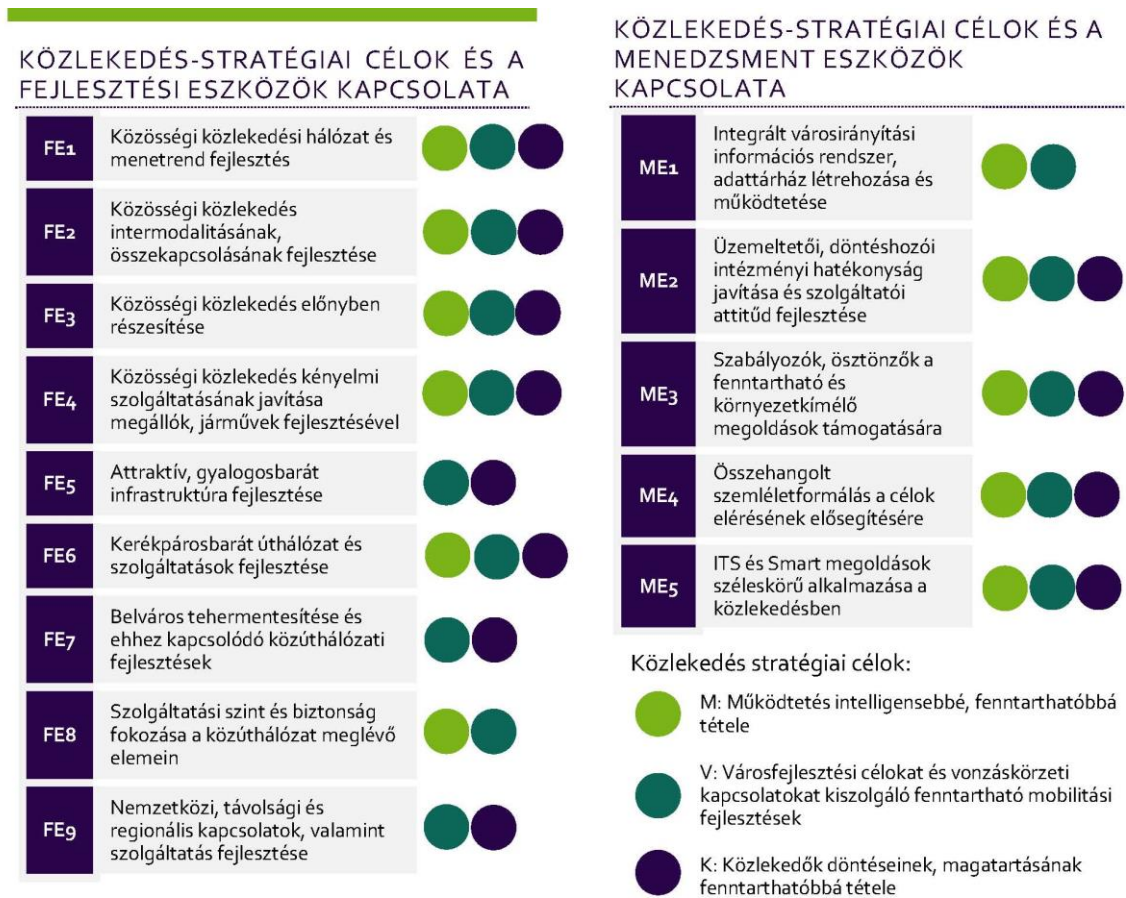 KÖZLEKEDÉS-STRATÉGIAI CÉLOK ÉS A
FEJLESZTÉSI ESZKÖZÖK KAPCSOLATA
FE1
Közösségi közlekedési hálózat és
menetrend fejlesztés
FE2
Közösségi közlekedés
intermodalitásának,
összekapcsolásának fejlesztése
FE3
Közösségi közlekedés előnyben
részesítése
FE4
Közösségi közlekedés kényelmi
szolgáltatásának javítása
megállók, járművek fejlesztésével
FE5
Attraktív, gyalogosbarát
infrastruktúra fejlesztése
FE6
Kerékpárosbarát úthálózat és
szolgáltatások fejlesztése
FE7
Belváros tehermentesítése és
ehhez kapcsolódó közúthálózati
fejlesztések
FE8
Szolgáltatási szint és biztonság
fokozása a közúthálózat meglévő
elemein
FE9
Nemzetközi, távolsági és
regionális kapcsolatok, valamint
szolgáltatás fejlesztése
KÖZLEKEDÉS-STRATÉGIAI CÉLOK ÉS A
MENEDZSMENT ESZKÖZÖK
KAPCSOLATA
ME1
Integrált városirányítási
információs rendszer,
adattárház létrehozása és
működtetése
ME2
Üzemeltetői, döntéshozói
intézményi hatékonyság
javítása és szolgáltatói
attitűd fejlesztése
ME3
Szabályozók, ösztönzők a
fenntartható és
környezetkímélő
megoldások támogatására
ME4
Összehangolt
szemléletformálás a célok
elérésének elősegítésére
ME5
ITS és Smart megoldások
széleskörű alkalmazása a
közlekedésben
Közlekedés stratégiai célok:
M: Működtetés intelligensebbé, fenntarthatóbbá
tétele
V: Városfejlesztési célokat és vonzáskörzeti
kapcsolatokat kiszolgáló fenntartható mobilitási
fejlesztések
K: Közlekedők döntéseinek, magatartásának
fenntarthatóbbá tétele